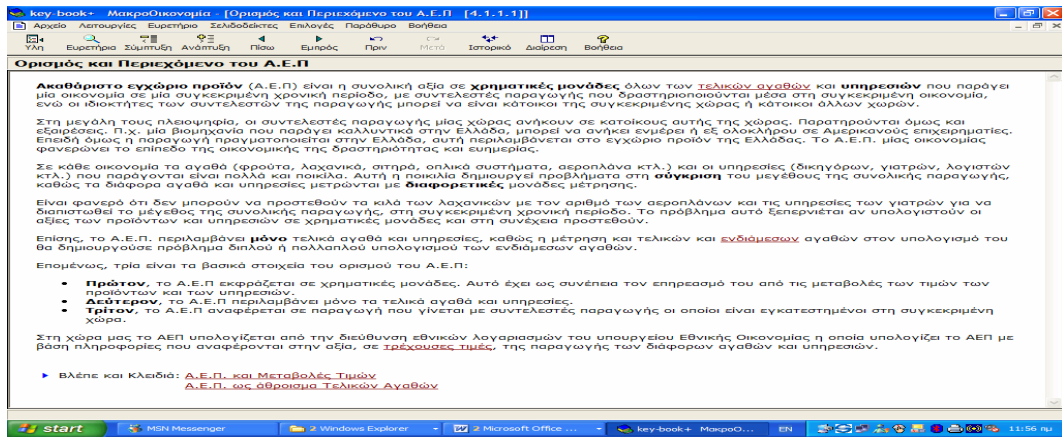 key-book+ ΜακροΟικονομία - [Ορισμός και Περιεχόμενο του Α.Ε.Π [4.1.1.1]]
Αρχείο Λειτουργίες Ευρετήριο Σελιδοδείκτες Επιλογές Παράθυρο Βοήθεια
Ύλη Ευρετήριο Σύμπτυξη Ανάπτυξη Πίσω Εμπρός Πριν Μετά Ιστορικό Διαίρεση Βοήθεια
Ορισμός και Περιεχόμενο του Α.Ε.Π
Ακαθάριστο εγχώριο προϊόν (Α.Ε.Π) είναι η συνολική αξία σε χρηματικές μονάδες όλων των τελικών αγαθών και υπηρεσιών που παράγει
μία οικονομία σε μία συγκεκριμένη χρονική περίοδο, με συντελεστές παραγωγής που δραστηριοποιούνται μέσα στη συγκεκριμένη οικονομία,
ενώ οι ιδιοκτήτες των συντελεστών της παραγωγής μπορεί να είναι κάτοικοι της συγκεκριμένης χώρας ή κάτοικοι άλλων χωρών.
Στη μεγάλη τους πλειοψηφία, οι συντελεστές παραγωγής μίας χώρας ανήκουν σε κατοίκους αυτής της χώρας. Παρατηρούνται όμως και
εξαιρέσεις. Π.χ. μία βιομηχανία που παράγει καλλυντικά στην Ελλάδα, μπορεί να ανήκει ενμέρει ή εξ ολοκλήρου σε Αμερικανούς επιχειρηματίες.
Επειδή όμως η παραγωγή πραγματοποιείται στην Ελλάδα, αυτή περιλαμβάνεται στο εγχώριο προϊόν της Ελλάδας. Το Α.Ε.Π. μίας οικονομίας
φανερώνει το επίπεδο της οικονομικής της δραστηριότητας και ευημερίας.
Σε κάθε οικονομία τα αγαθά (φρούτα, λαχανικά, σιτηρά, οπλικά συστήματα, αεροπλάνα κτλ.) και οι υπηρεσίες (δικηγόρων, γιατρών, λογιστών
κτλ.) που παράγονται είναι πολλά και ποικίλα. Αυτή η ποικιλία δημιουργεί προβλήματα στη σύγκριση του μεγέθους της συνολικής παραγωγής,
καθώς τα διάφορα αγαθά και υπηρεσίες μετρώνται με διαφορετικές μονάδες μέτρησης.
Είναι φανερό ότι δεν μπορούν να προστεθούν τα κιλά των λαχανικών με τον αριθμό των αεροπλάνων και τις υπηρεσίες των γιατρών για να
διαπιστωθεί το μέγεθος της συνολικής παραγωγής, στη συγκεκριμένη χρονική περίοδο. Το πρόβλημα αυτό ξεπερνιέται αν υπολογιστούν οι
αξίες των προϊόντων και υπηρεσιών σε χρηματικές μονάδες και στη συνέχεια προστεθούν.
Επίσης, το Α.Ε.Π. περιλαμβάνει μόνο τελικά αγαθά και υπηρεσίες, καθώς η μέτρηση και τελικών και ενδιάμεσων αγαθών στον υπολογισμό του
θα δημιουργούσε πρόβλημα διπλού ή πολλαπλού υπολογισμού των ενδιάμεσων αγαθών.
Επομένως, τρία είναι τα βασικά στοιχεία του ορισμού του Α.Ε.Π:
• Πρώτον, το Α.Ε.Π εκφράζεται σε χρηματικές μονάδες. Αυτό έχει ως συνέπεια τον επηρεασμό του από τις μεταβολές των τιμών των
προϊόντων και των υπηρεσιών.
• Δεύτερον, το Α.Ε.Π περιλαμβάνει μόνο τα τελικά αγαθά και υπηρεσίες.
• Τρίτον, το Α.Ε.Π αναφέρεται σε παραγωγή που γίνεται με συντελεστές παραγωγής οι οποίοι είναι εγκατεστημένοι στη συγκεκριμένη
χώρα.
Στη χώρα μας το ΑΕΠ υπολογίζεται από την διεύθυνση εθνικών λογαριασμών του υπουργείου Εθνικής Οικονομίας η οποία υπολογίζει το ΑΕΠ με
βάση πληροφορίες που αναφέρονται στην αξία, σε τρέχουσες τιμές, της παραγωγής των διάφορων αγαθών και υπηρεσιών.
Βλέπε και Κλειδιά: Α.Ε.Π. και Μεταβολές Τιμών
Α.Ε.Π. ως άθροισμα Τελικών Αγαθών
start MSN Messenger 2 Windows Explorer 2 Microsoft Office ... key-book+ ΜακροΟ... EN 11:56 πμ